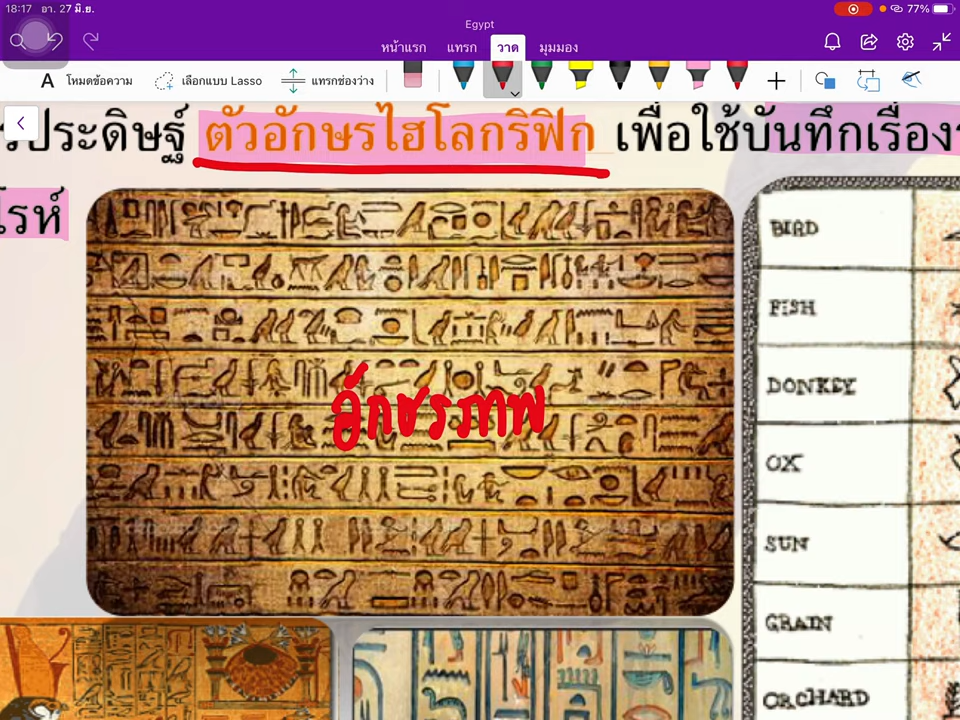 18:17 อา. 27 มิ.ย.
77%
Egypt
หน้าแรก แทรก วาด มุมมอง
A โหมดข้อความ เลือกแบบ Lasso แทรกช่องว่าง
ประดิษฐ์ ตัวอักษรไฮโลกริฟิก เพื่อใช้บันทึกเรื่อง
โรห์
อักษรภาพ
BIRD
FISH
DONKEY
OX
SUN
GRAIN
ORCHARD